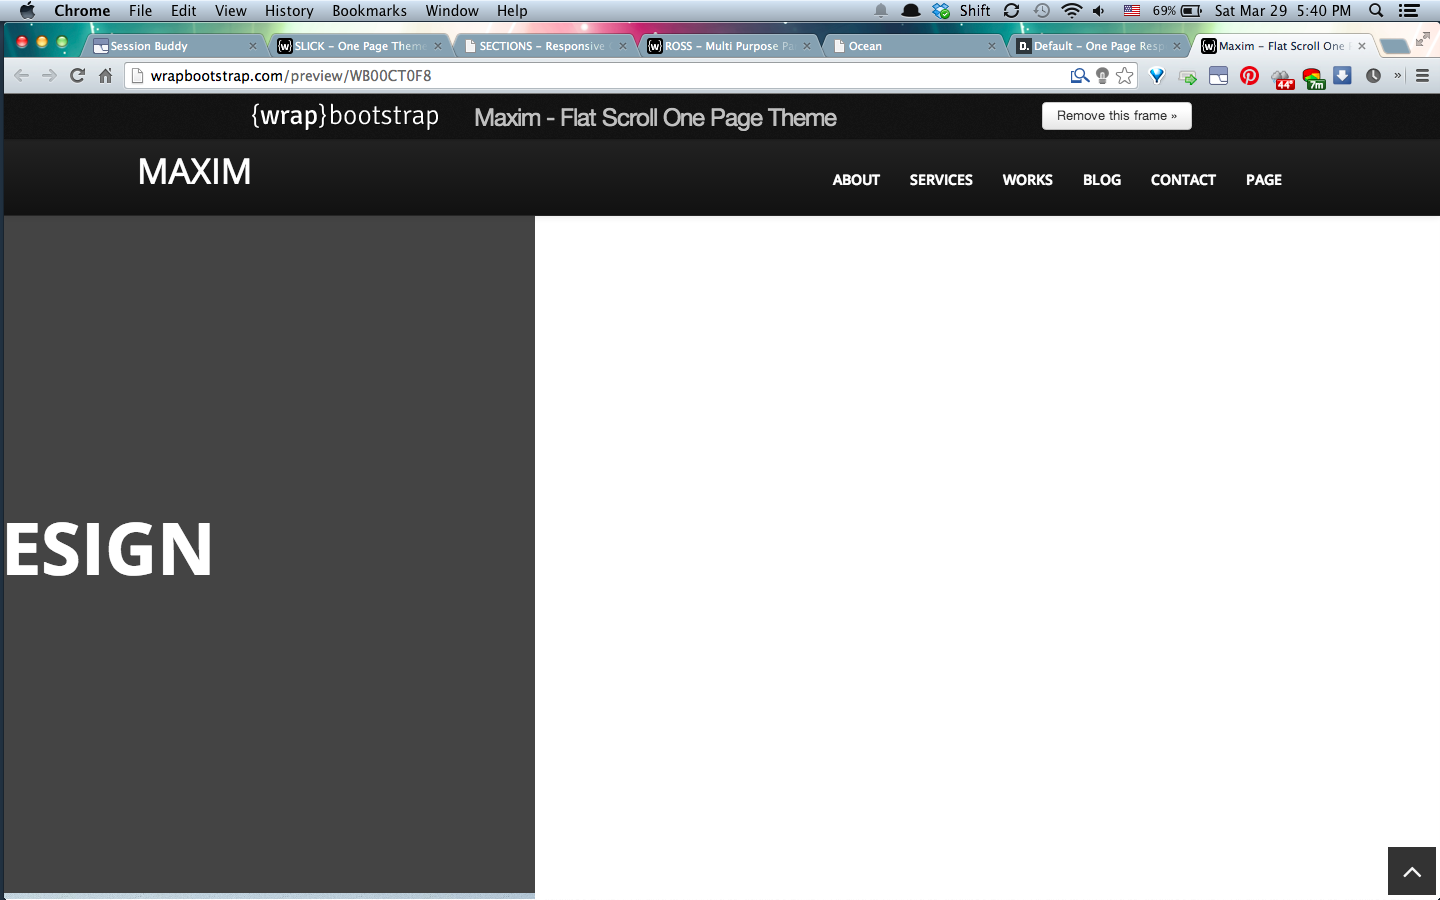 Chrome File Edit View History Bookmarks Window Help Shift 69% Sat Mar 29 5:40 PM
Session Buddy SLICK – One Page Theme SECTIONS – Responsive ROSS – Multi Purpose Pa Ocean Default – One Page Resp Maxim – Flat Scroll One
wrapbootstrap.com/preview/WB00CT0F8 44° 7m »
{wrap}bootstrap Maxim - Flat Scroll One Page Theme Remove this frame »
MAXIM ABOUT SERVICES WORKS BLOG CONTACT PAGE
ESIGN